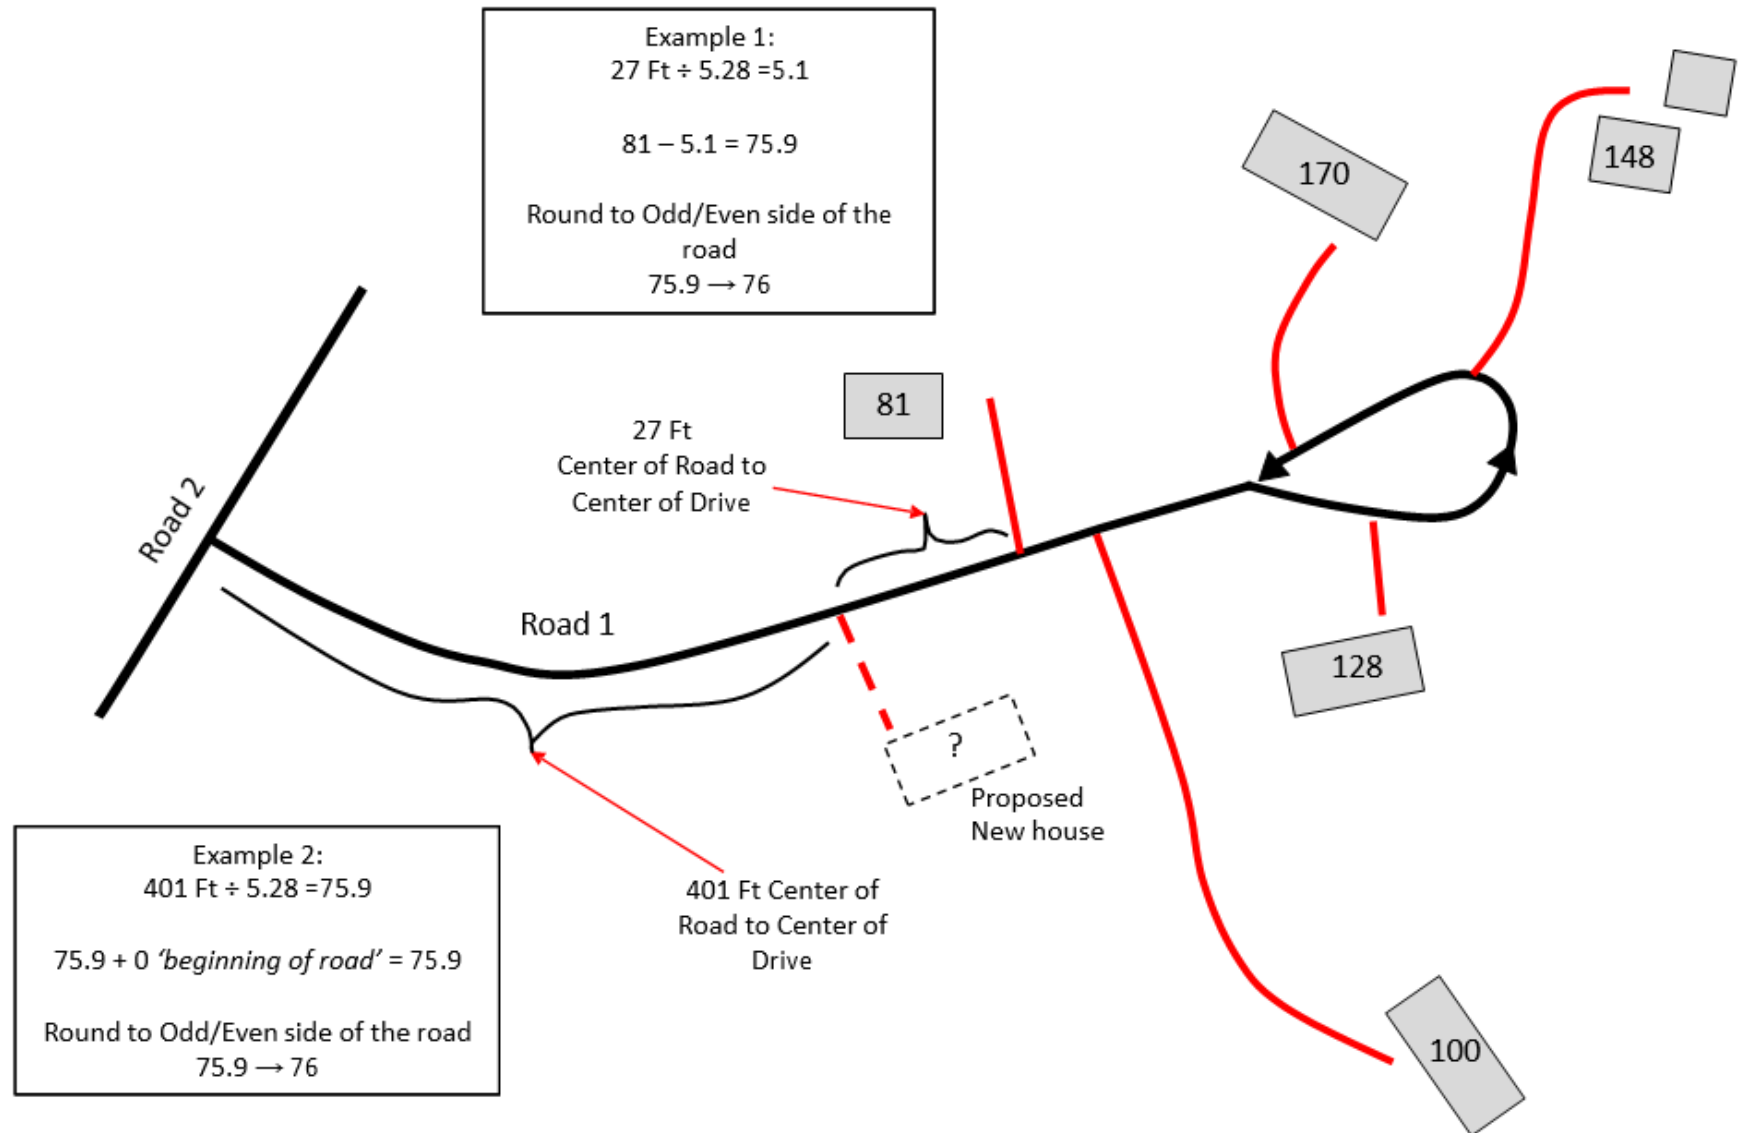 Example 1:
27 Ft ÷ 5.28 =5.1
81 – 5.1 = 75.9
Round to Odd/Even side of the
road
75.9 → 76
148
170
81
27 Ft
Center of Road to
Center of Drive
Road 2
Road 1
128
?
Proposed
New house
Example 2:
401 Ft ÷ 5.28 =75.9
75.9 + 0 ‘beginning of road’ = 75.9
Round to Odd/Even side of the road
75.9 → 76
401 Ft Center of
Road to Center of
Drive
100